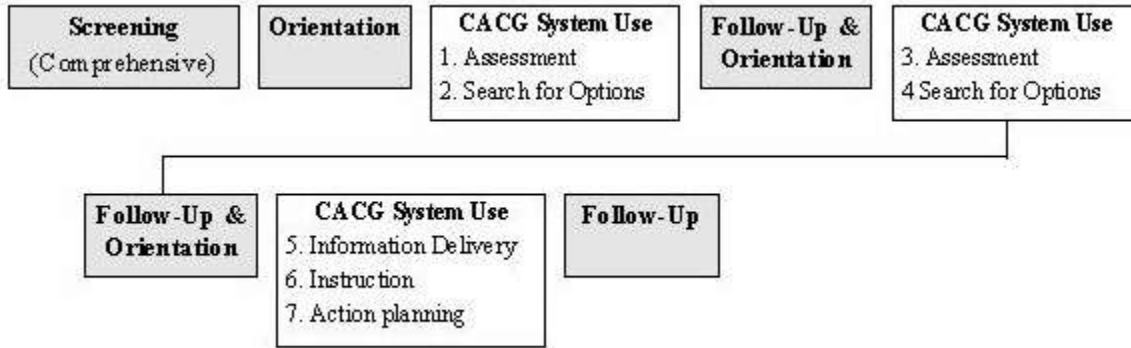 Screening
(Comprehensive)
Orientation
CACG System Use
1. Assessment
2. Search for Options
Follow-Up &
Orientation
CACG System Use
3. Assessment
4 Search for Options
Follow-Up &
Orientation
CACG System Use
5. Information Delivery
6. Instruction
7. Action planning
Follow-Up